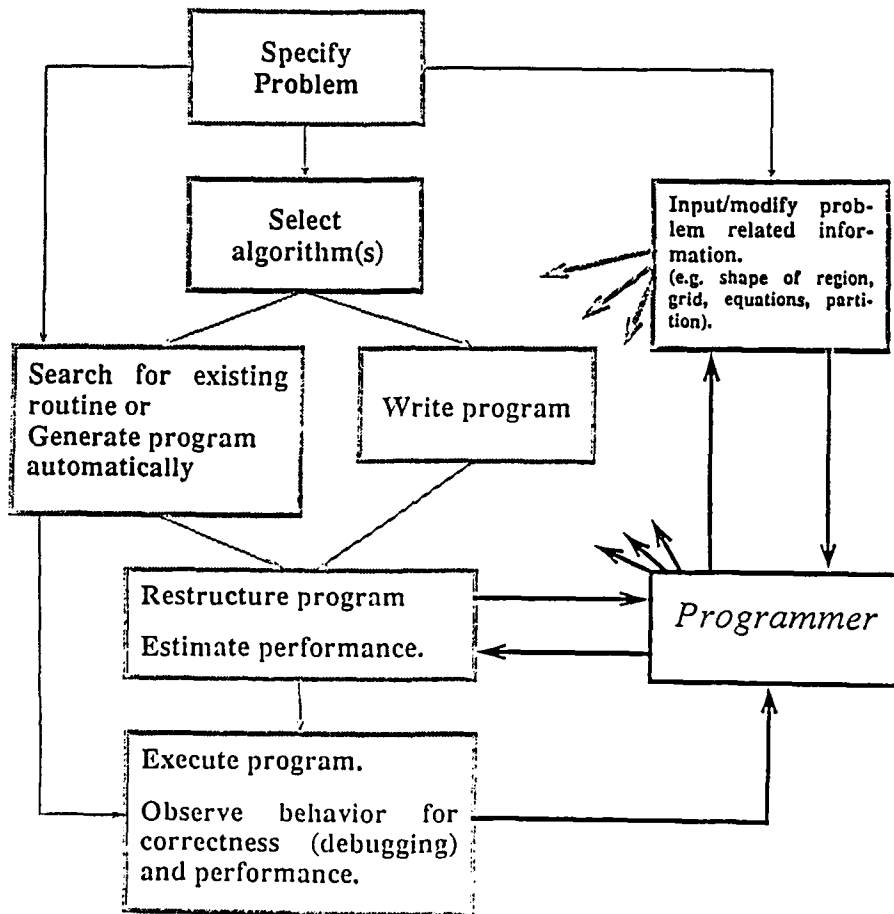 Specify
Problem
Select
algorithm(s)
Input/modify prob-
lem related infor-
mation.
(e.g. shape of region,
grid, equations, parti-
tion).
Search for existing
routine or
Generate program
automatically
Write program
Restructure program
Estimate performance.
Programmer
Execute program.
Observe behavior for
correctness (debugging)
and performance.